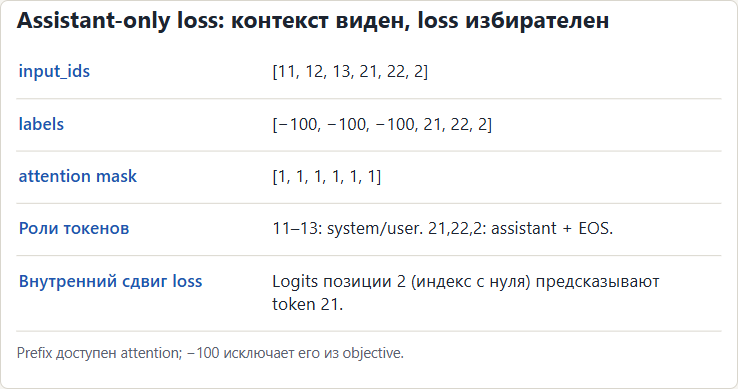 Assistant-only loss: контекст виден, loss избирателен
input_ids [11, 12, 13, 21, 22, 2]
labels [−100, −100, −100, 21, 22, 2]
attention mask [1, 1, 1, 1, 1, 1]
Роли токенов 11–13: system/user. 21,22,2: assistant + EOS.
Внутренний сдвиг loss Logits позиции 2 (индекс с нуля) предсказывают
token 21.
Prefix доступен attention; −100 исключает его из objective.